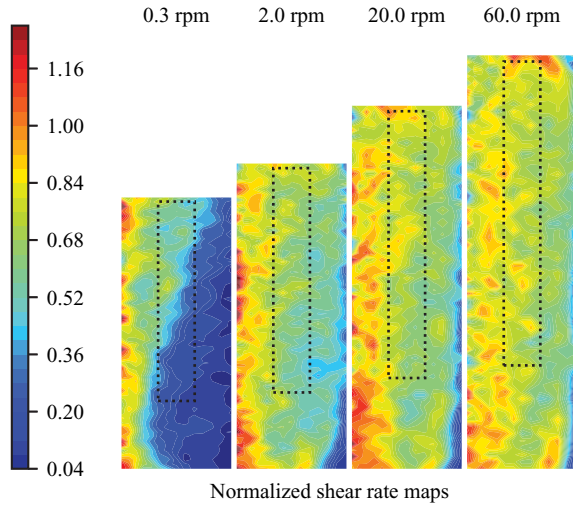 0.3 rpm
2.0 rpm
20.0 rpm
60.0 rpm
1.16
1.00
0.84
0.68
0.52
0.36
0.20
0.04
Normalized shear rate maps